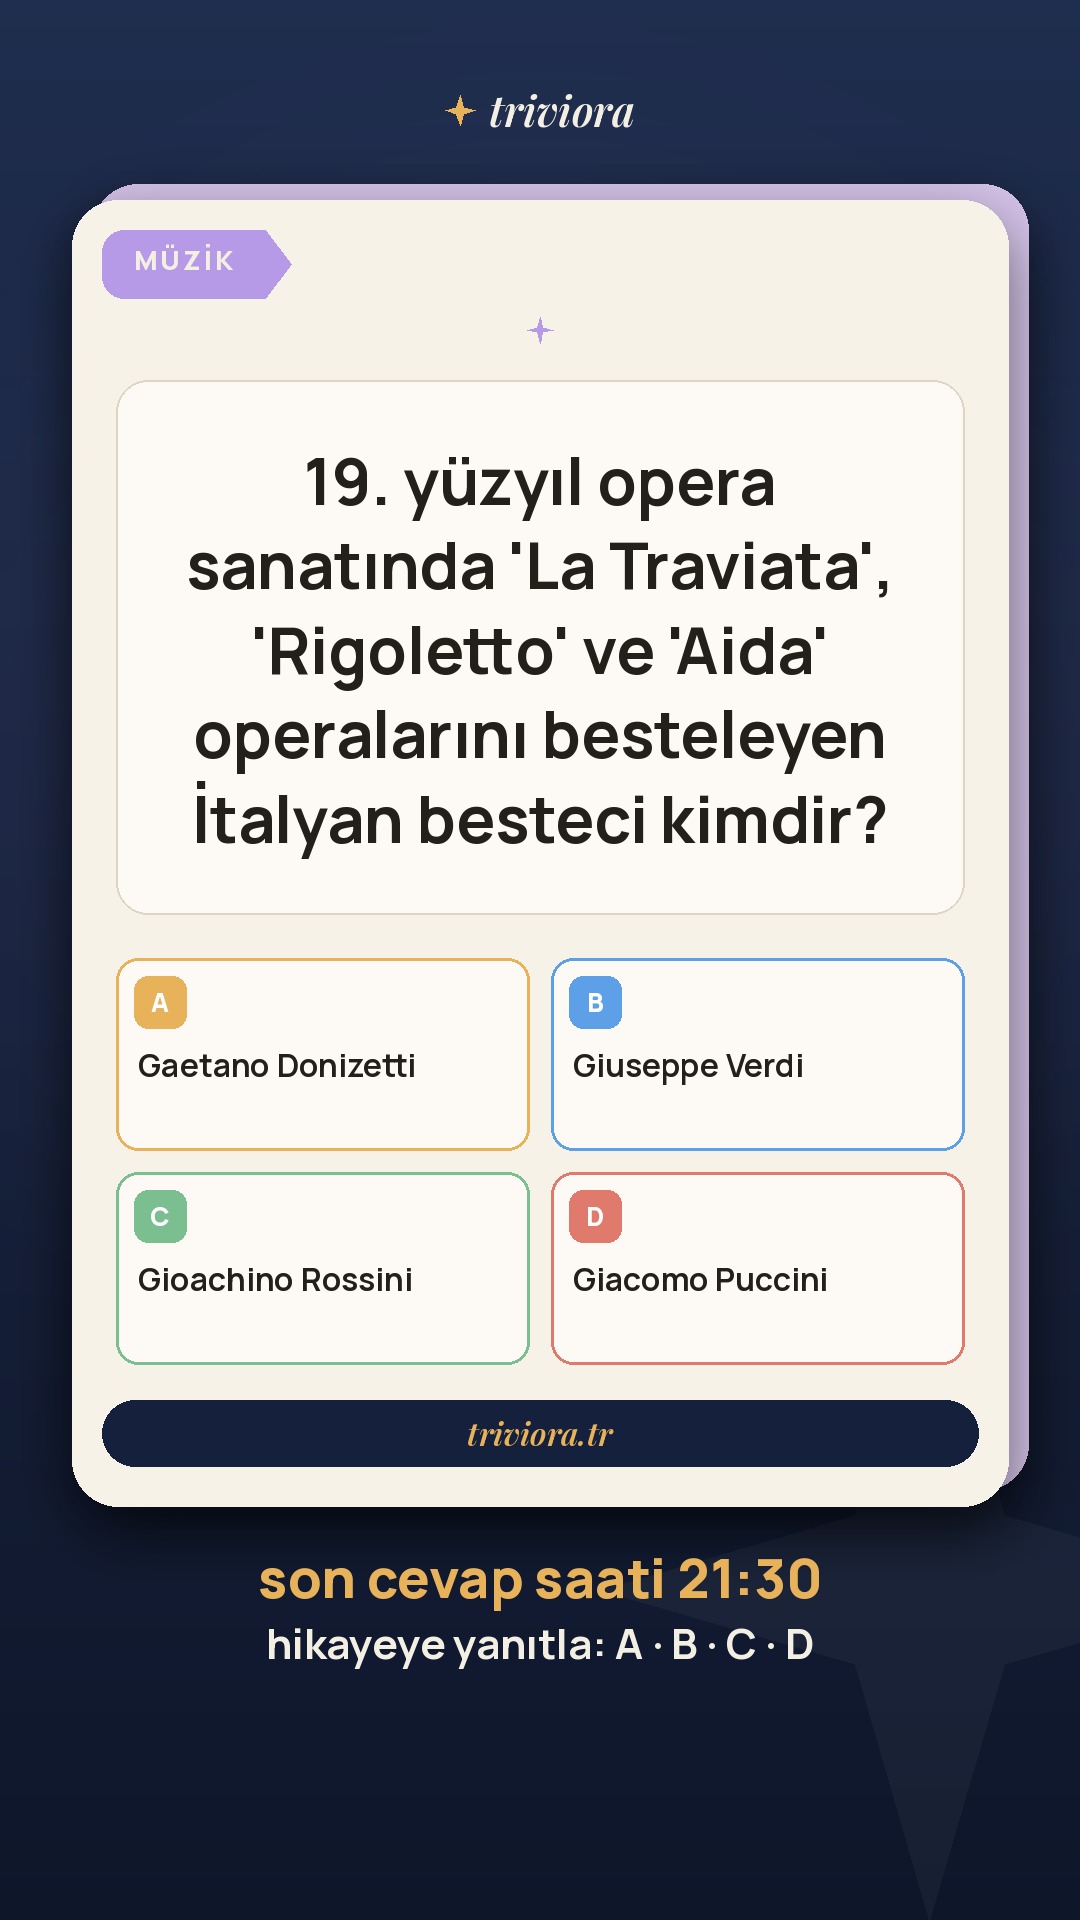 triviora
MÜZİK
19. yüzyıl opera
sanatında 'La Traviata',
'Rigoletto' ve 'Aida'
operalarını besteleyen
İtalyan besteci kimdir?
A
Gaetano Donizetti
B
Giuseppe Verdi
C
Gioachino Rossini
D
Giacomo Puccini
triviora.tr
son cevap saati 21:30
hikayeye yanıtla: A · B · C · D